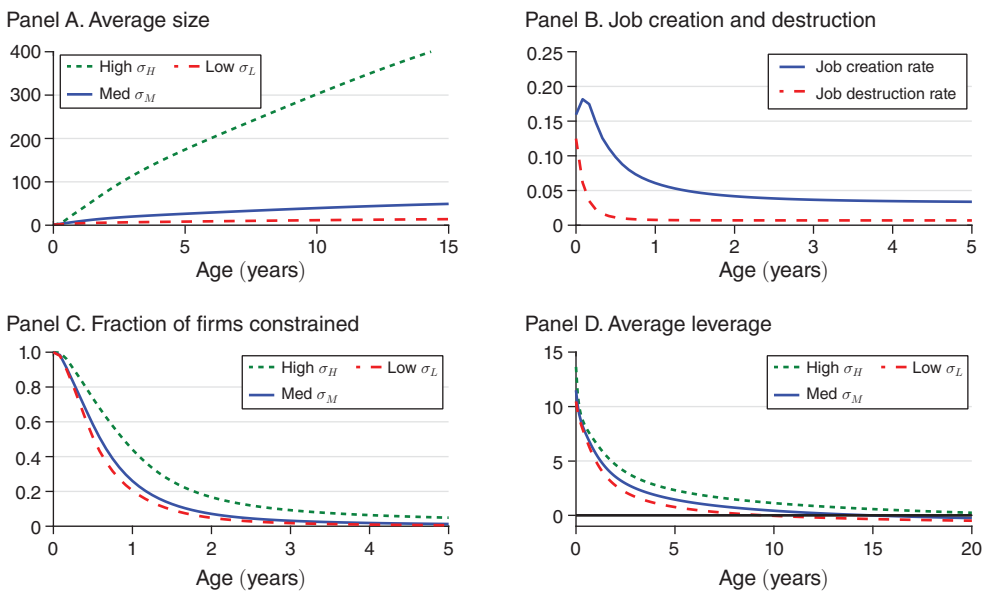 Panel A. Average size
400
300
200
100
0
High σH
Low σL
Med σM
0 5 10 15
Age (years)
Panel B. Job creation and destruction
0.25
0.20
0.15
0.10
0.05
0
Job creation rate
Job destruction rate
0 1 2 3 4 5
Age (years)
Panel C. Fraction of firms constrained
1.0
0.8
0.6
0.4
0.2
0
High σH
Low σL
Med σM
0 1 2 3 4 5
Age (years)
Panel D. Average leverage
15
10
5
0
High σH
Low σL
Med σM
0 5 10 15 20
Age (years)